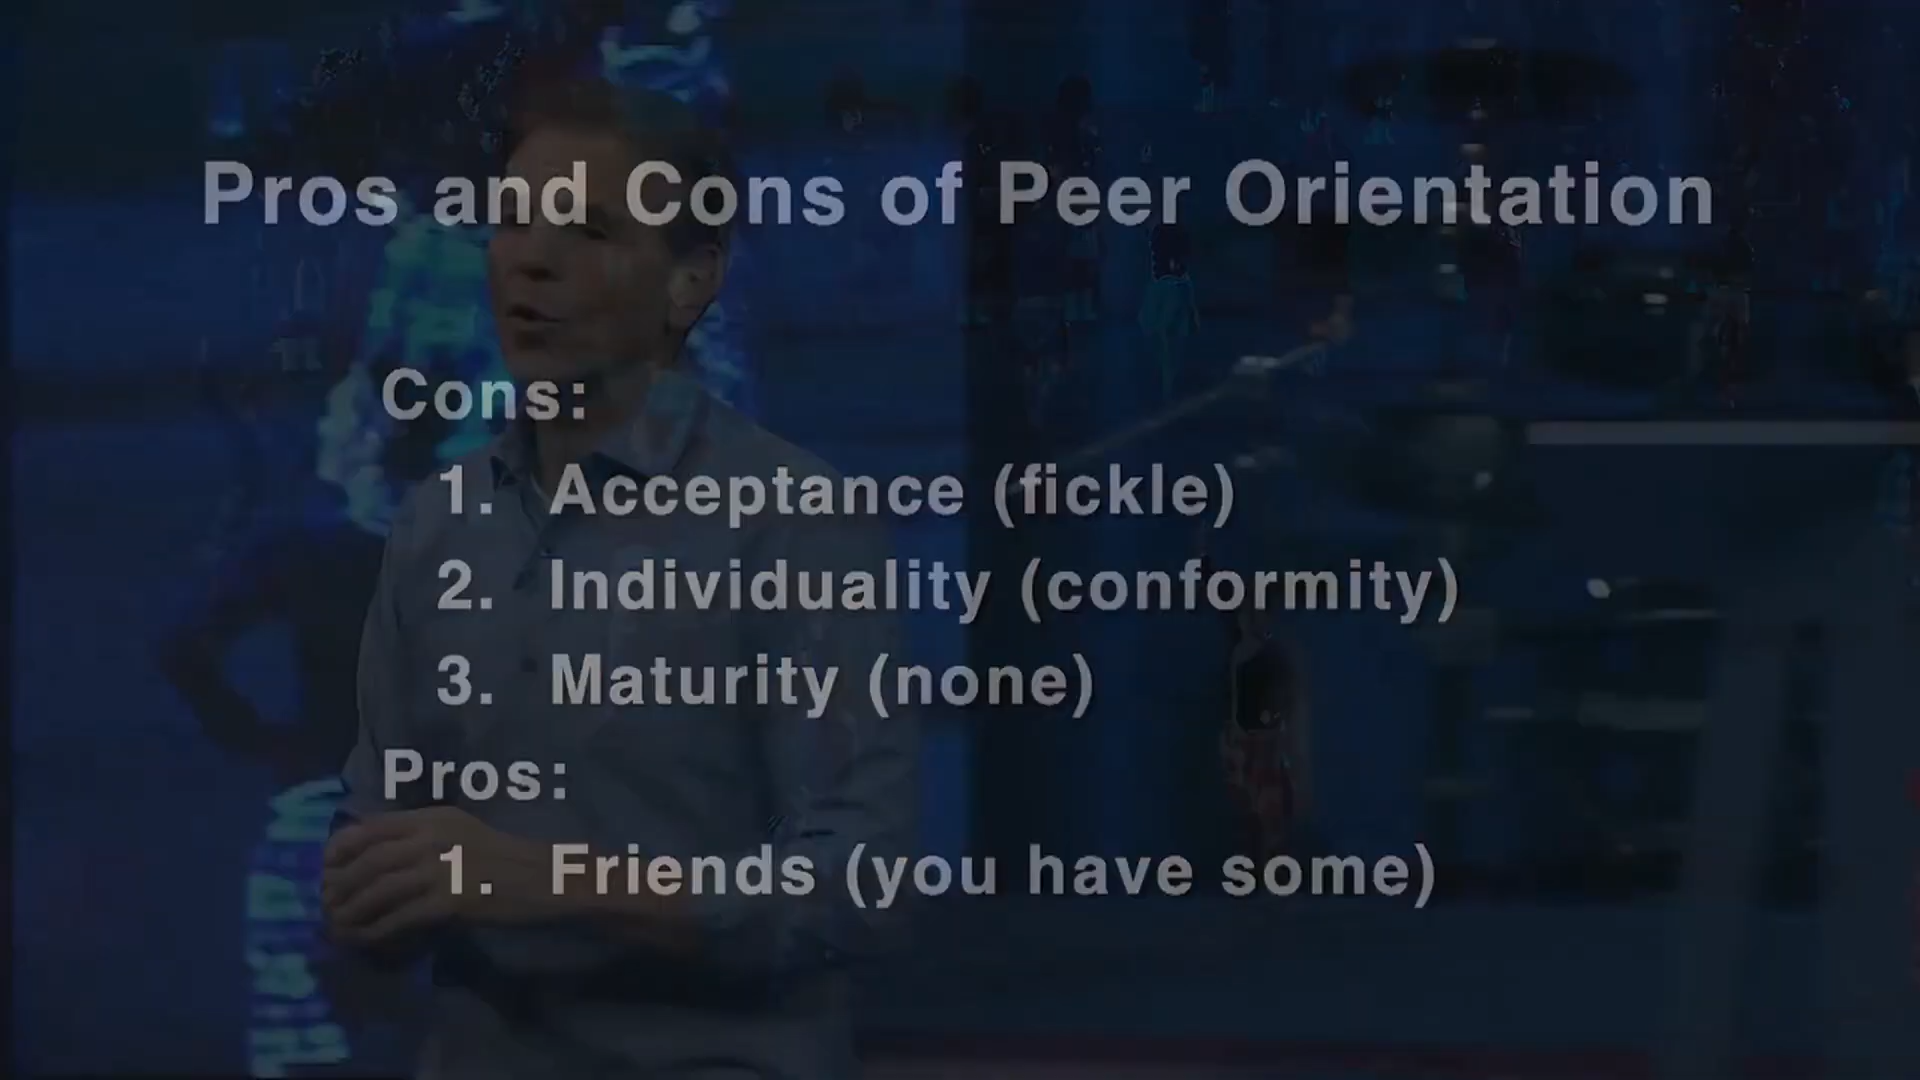 Pros and Cons of Peer Orientation
Cons:
1. Acceptance (fickle)
2. Individuality (conformity)
3. Maturity (none)
Pros:
1. Friends (you have some)